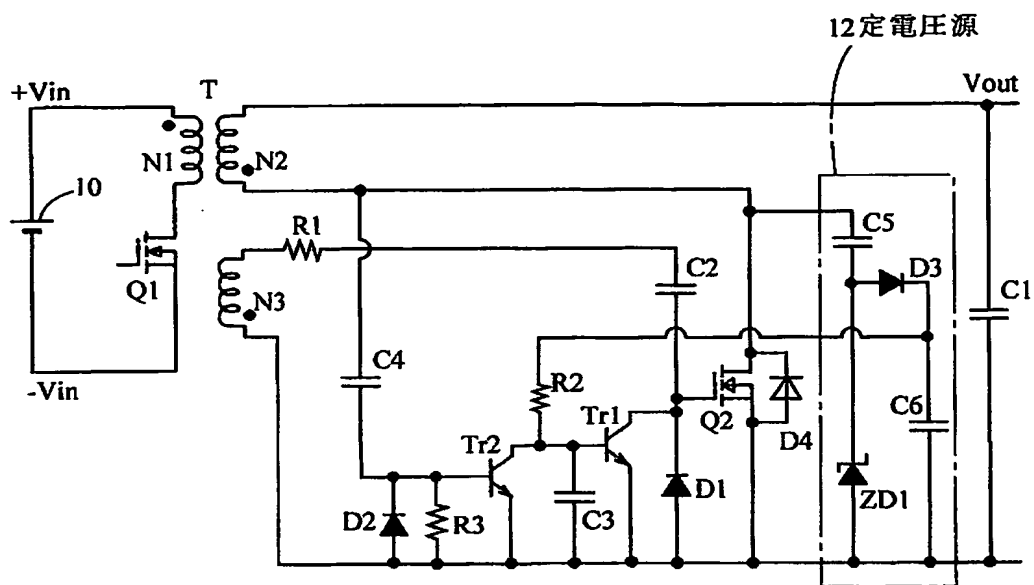 12定電圧源
+Vin
T
Vout
N1
N2
10
R1
C5
Q1
N3
C2
D3
C1
-Vin
C4
R2
Tr1
Q2
D4
C6
Tr2
D2
R3
C3
D1
ZD1